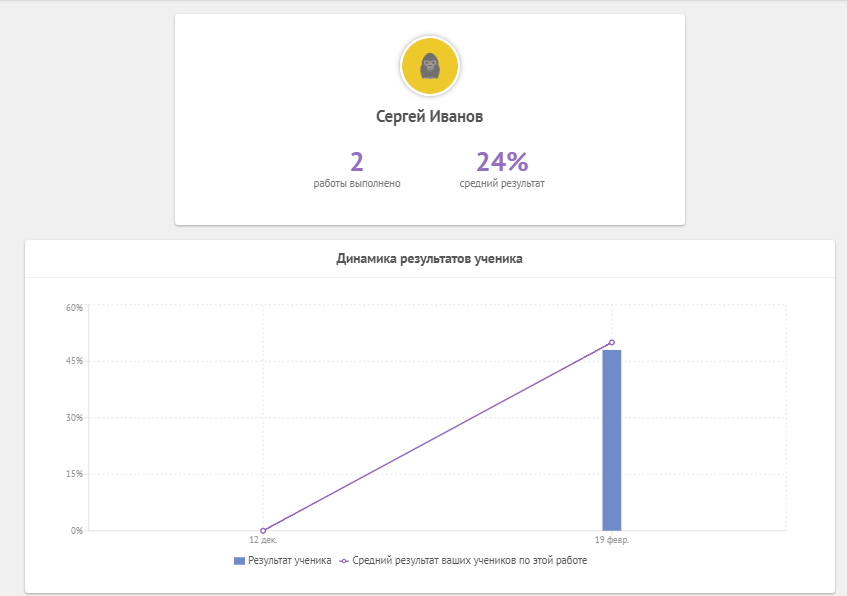 Сергей Иванов
2 24%
работы выполнено средний результат
Динамика результатов ученика
60%
45%
30%
15%
0%
12 дек. 19 февр.
Результат ученика Средний результат ваших учеников по этой работе